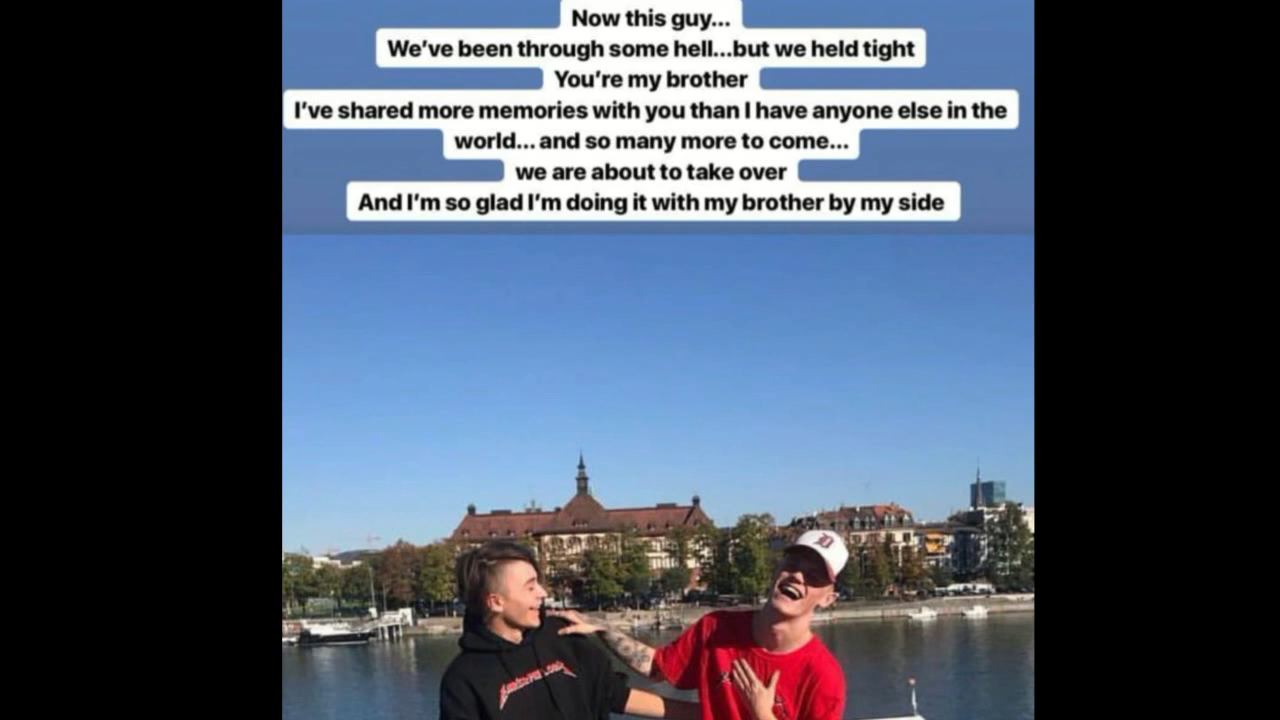 Now this guy...
We've been through some hell...but we held tight
You're my brother
I've shared more memories with you than I have anyone else in the
world... and so many more to come...
we are about to take over
And I'm so glad I'm doing it with my brother by my side
D